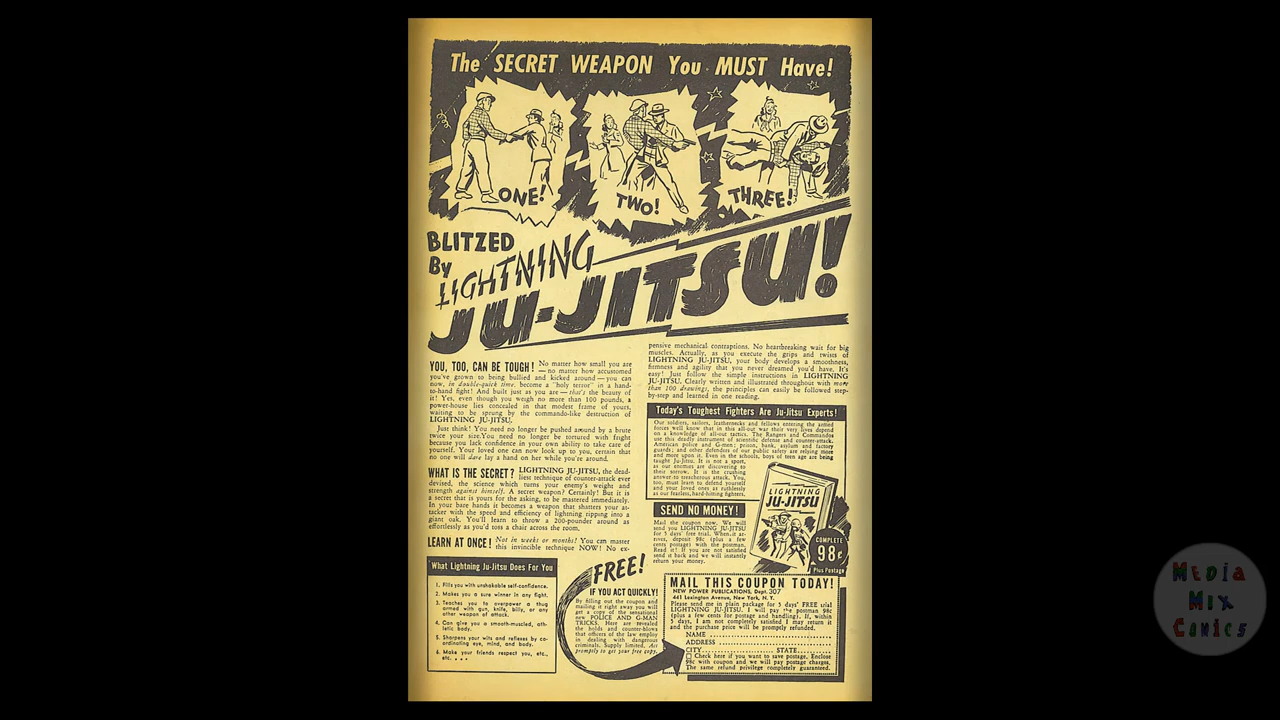 The SECRET WEAPON You MUST Have!
ONE!
TWO!
THREE!
BLITZED
By
LIGHTNING
JU-JITSU!
YOU, TOO, CAN BE TOUGH! No matter how small you are
— no matter how accustomed
you've grown to being bullied and kicked around — you can
now, in double-quick time, become a "holy terror" in a hand-
to-hand fight! And built just as you are — that's the beauty of
it! Yes, even though you weigh no more than 100 pounds, a
power-house lies concealed in that modest frame of yours,
waiting to be sprung by the commando-like destruction of
LIGHTNING JU-JITSU.
Just think! You need no longer be pushed around by a brute
twice your size. You need no longer be tortured with fright
because you lack confidence in your own ability to take care of
yourself. Your loved one can now look up to you, certain that
no one will dare lay a hand on her while you're around.
WHAT IS THE SECRET? LIGHTNING JU-JITSU, the dead-
liest technique of counter-attack ever
devised, the science which turns your enemy's weight and
strength against himself. A secret weapon? Certainly! But it is
a secret that is yours for the asking, to be mastered immediately.
In your bare hands it becomes a weapon that shatters your at-
tacker with the speed and efficiency of lightning ripping into a
giant oak. You'll learn to throw a 200-pounder around as
effortlessly as you'd toss a chair across the room.
LEARN AT ONCE! Not in weeks or months! You can master
this invincible technique NOW! No ex-
pensive mechanical contraptions. No heartbreaking wait for big
muscles. Actually, as you execute the grips and twists of
LIGHTNING JU-JITSU, your body develops a smoothness,
firmness and agility that you never dreamed you'd have. It's
easy! Just follow the simple instructions in LIGHTNING
JU-JITSU. Clearly written and illustrated throughout with more
than 100 drawings, the principles can easily be followed step-
by-step and learned in one reading.
Today's Toughest Fighters Are Ju-Jitsu Experts!
Our soldiers, sailors, leathernecks and fellows entering the armed
forces well know that in this all-out war their very lives depend
on a knowledge of all-out tactics. The Rangers and Commandos
use this deadly instrument of scientific defense and counter-attack.
American police and G-men; prison, bank, asylum and factory
guards; and other defenders of our public safety are relying more
and more upon it. Even in the schools, boys of teen age are being
taught Ju-Jitsu. It is not a sport,
as our enemies are discovering to
their sorrow. It is the crushing
answer to treacherous attack. You,
too, must learn to defend yourself
and your loved ones as ruthlessly
as our fearless, hard-hitting fighters.
LIGHTNING
JU-JITSU
COMPLETE
98¢
Plus Postage
SEND NO MONEY!
Mail the coupon now. We will
send you LIGHTNING JU-JITSU
for 5 days' free trial. When it ar-
rives, deposit 98c (plus a few
cents postage) with the postman.
Read it! If you are not satisfied
send it back and we will instantly
return your money.
What Lightning Ju-Jitsu Does For You
1. Fills you with unshakable self-confidence.
2. Makes you a sure winner in any fight.
3. Teaches you to overpower a thug
armed with gun, knife, billy, or any
other weapon of attack.
4. Can give you a smooth-muscled, ath-
letic body.
5. Sharpens your wits and reflexes by co-
ordinating eye, mind, and body.
6. Make your friends respect you, etc.,
etc. . . .
FREE!
IF YOU ACT QUICKLY!
By filling out the coupon and
mailing it right away you will
get a copy of the sensational
new POLICE AND G-MAN
TRICKS. Here are revealed
the holds and counter-blows
that officers of the law employ
in dealing with dangerous
criminals. Supply limited. Act
promptly to get your free copy.
MAIL THIS COUPON TODAY!
NEW POWER PUBLICATIONS, Dept. 307
441 Lexington Avenue, New York, N. Y.
Please send me in plain package for 5 days' FREE trial
LIGHTNING JU-JITSU. I will pay the postman 98c
(plus a few cents for postage and handling). If, within
5 days, I am not completely satisfied I may return it
and the purchase price will be promptly refunded.
NAME
ADDRESS
CITY STATE
Check here if you want to save postage. Enclose
98c with coupon and we will pay postage charges.
The same refund privilege completely guaranteed.
Media
Mix
Comics